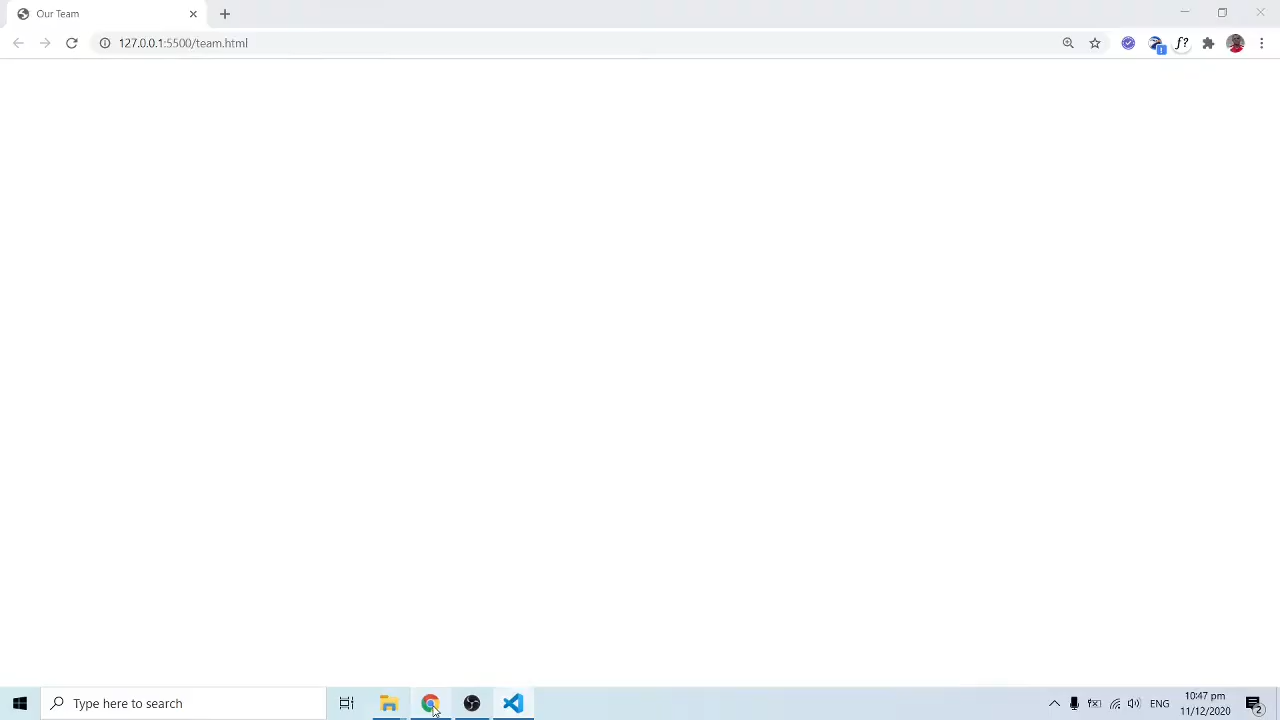 Our Team
127.0.0.1:5500/team.html
f?
Type here to search
ENG
10:47 pm
11/12/2020
2